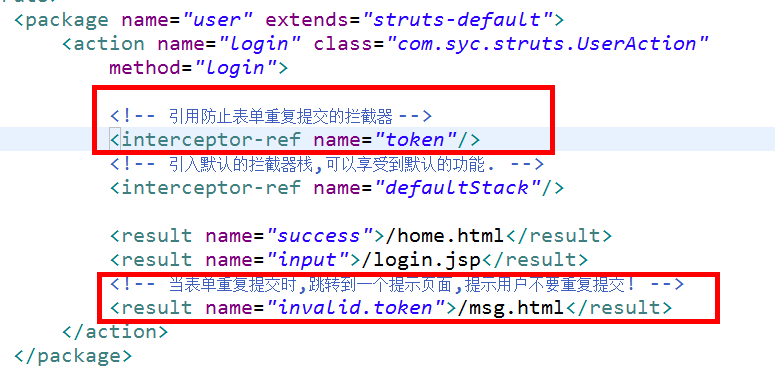 <package name="user" extends="struts-default">
<action name="login" class="com.syc.struts.UserAction"
method="login">
<!-- 引用防止表单重复提交的拦截器 -->
<interceptor-ref name="token"/>
<!-- 引入默认的拦截器栈,可以享受到默认的功能. -->
<interceptor-ref name="defaultStack"/>
<result name="success">/home.html</result>
<result name="input">/login.jsp</result>
<!-- 当表单重复提交时,跳转到一个提示页面,提示用户不要重复提交! -->
<result name="invalid.token">/msg.html</result>
</action>
</package>